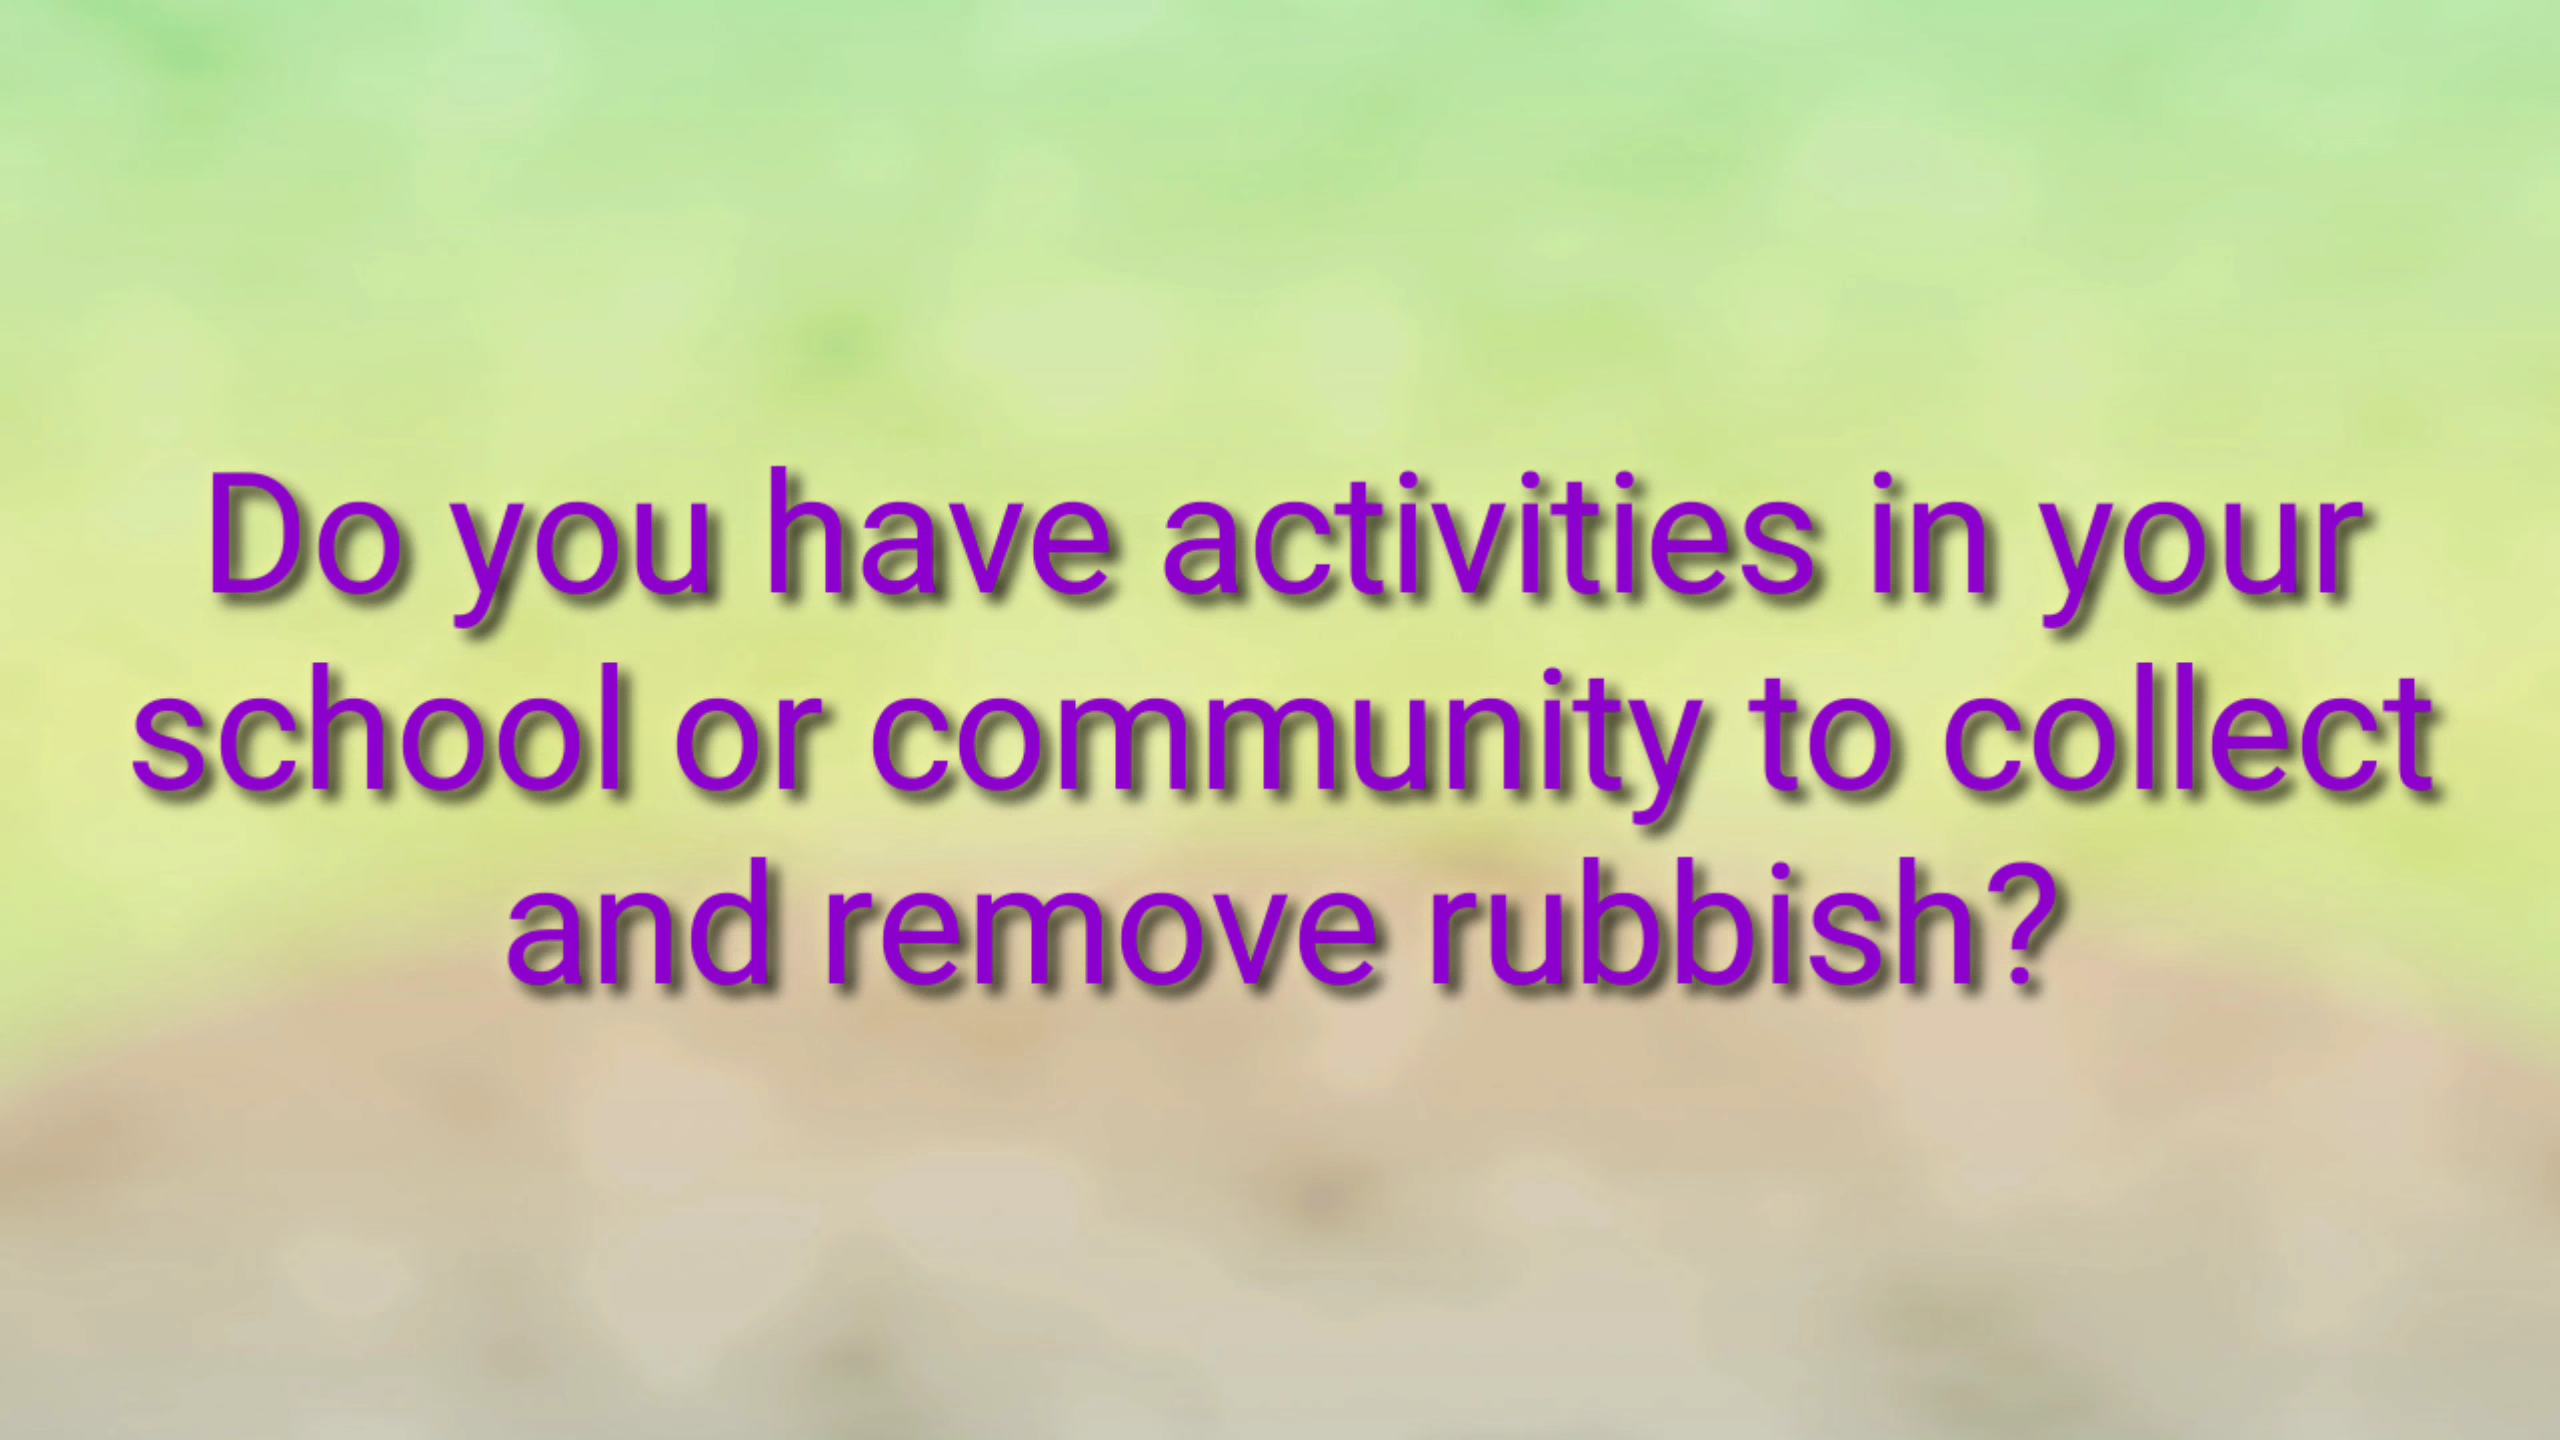 Do you have activities in your
school or community to collect
and remove rubbish?